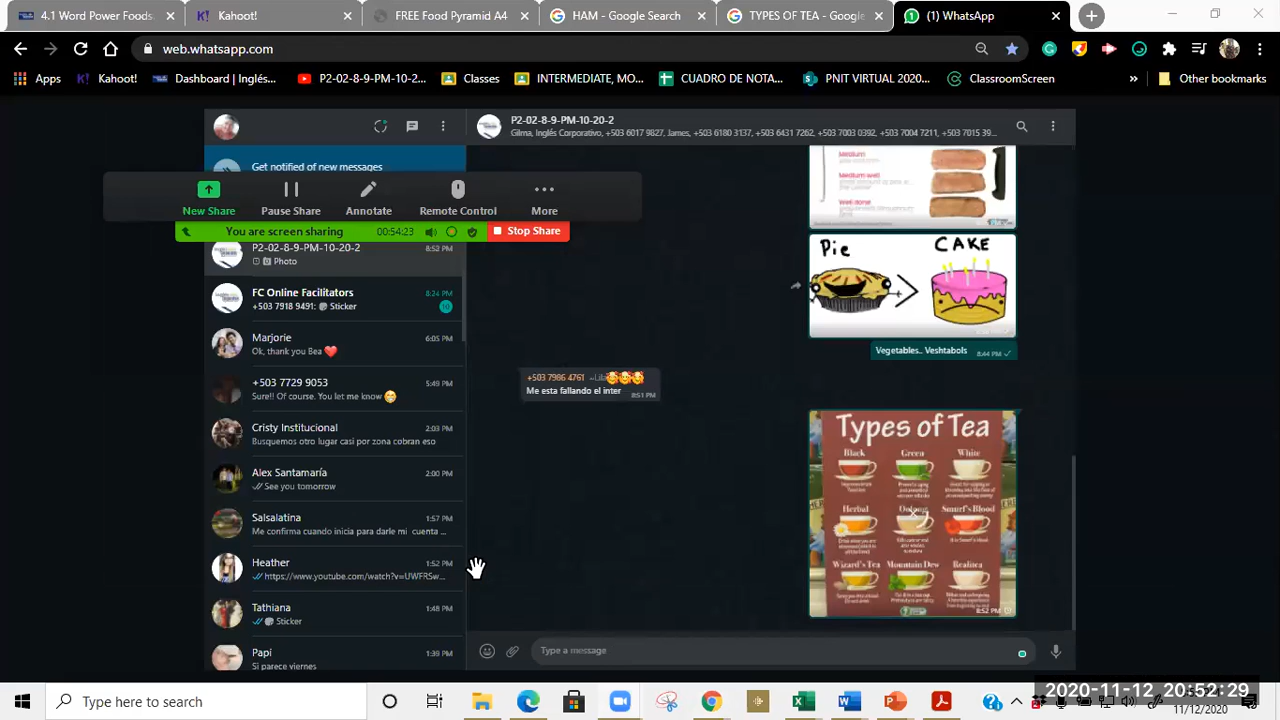 4.1 Word Power Foods
Kahoot!
REE Food Pyramid A4
HAM - Google Search
TYPES OF TEA - Google
(1) WhatsApp
web.whatsapp.com
Apps
Kahoot!
Dashboard | Inglés...
P2-02-8-9-PM-10-2...
Classes
INTERMEDIATE, MO...
CUADRO DE NOTA...
PNIT VIRTUAL 2020...
ClassroomScreen
»
Other bookmarks
P2-02-8-9-PM-10-20-2
Gilma, Inglés Corporativo, +503 6017 9827, James, +503 6180 3137, +503 6431 7262, +503 7003 0392, +503 7004 7211, +503 7015 39...
Get notified of new messages
New Share
Pause Share
Annotate
Control
More
You are screen sharing
54:23
Stop Share
P2-02-8-9-PM-10-20-2 8:52 PM
Photo
FC Online Facilitators 8:24 PM
+503 7918 9491: Sticker
Marjorie 6:05 PM
Ok, thank you Bea ❤️
+503 7729 9053 5:49 PM
Sure!! Of course. You let me know 😁
Cristy Institucional 2:03 PM
Busquemos otro lugar casi por zona cobran eso
Alex Santamaría 2:00 PM
See you tomorrow
Salsalatina 1:57 PM
Me confirma cuando inicia para darle mi cuenta ...
Heather 1:52 PM
https://www.youtube.com/watch?v=UWFRSw...
1:48 PM
Sticker
Papi 1:39 PM
Si parece viernes
Medium
Medium well
Well done
Pie
CAKE
Vegetables.. Veshtabols 8:44 PM
+503 7986 4761 ~Lila🥰🥰🥰
Me esta fallando el inter 8:51 PM
Types of Tea
Black Green White
Herbal Oolong Smurf's Blood
It is Smurf's blood
Wizard's Tea Mountain Dew Realitea
8:52 PM
Type a message
Type here to search
2020-11-12 20:52:29
11/12/2020